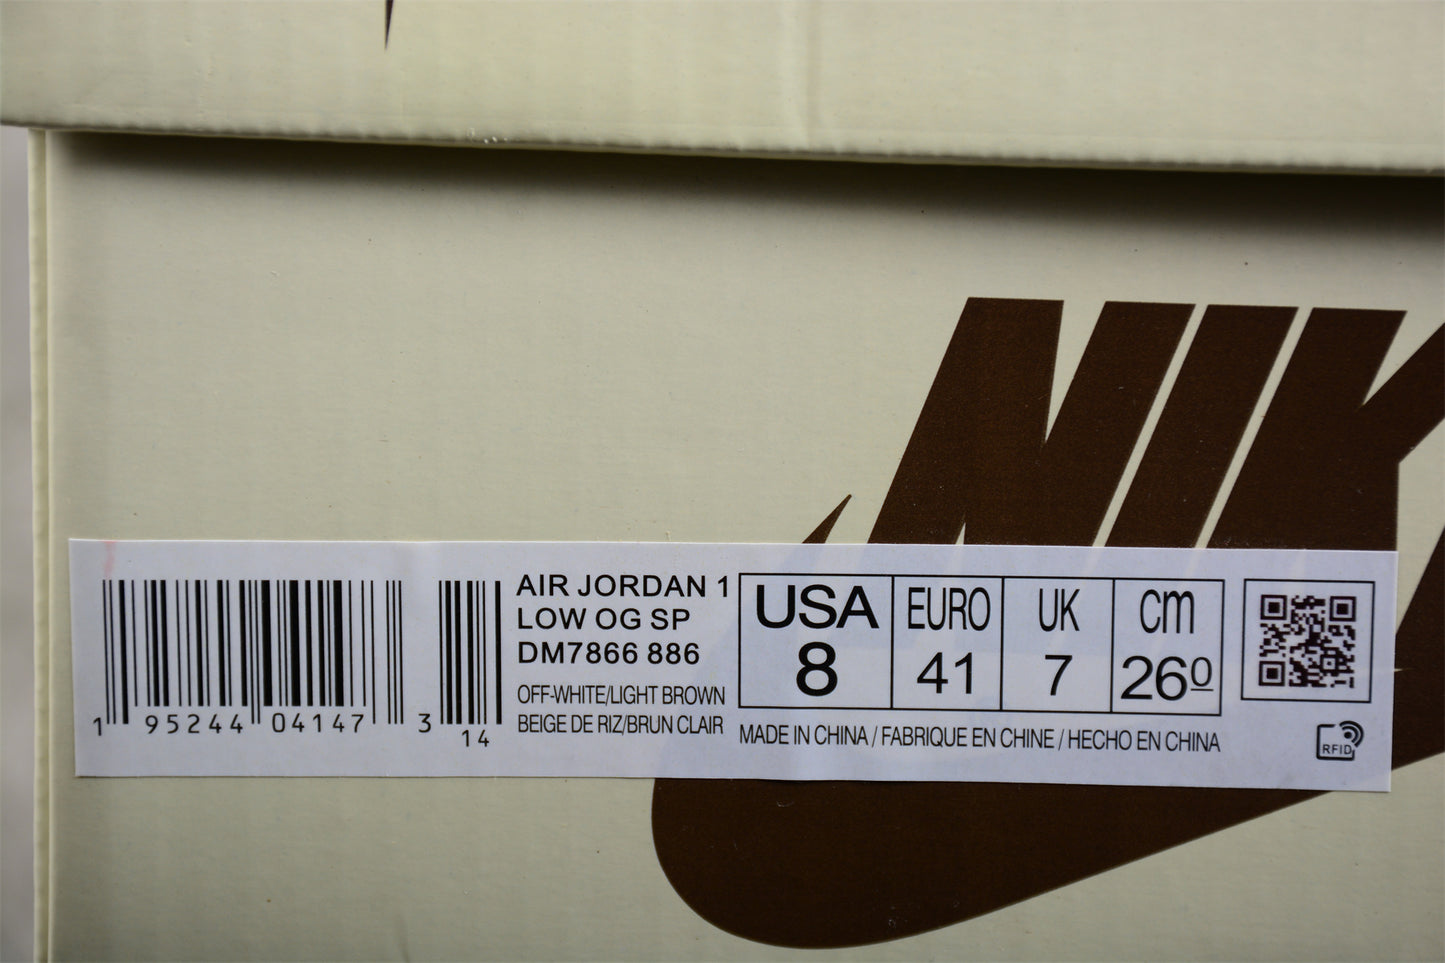 NIK
AIR JORDAN 1
LOW OG SP
DM7866 886
OFF-WHITE/LIGHT BROWN
BEIGE DE RIZ/BRUN CLAIR
USA EURO UK cm
8 41 7 260
MADE IN CHINA / FABRIQUE EN CHINE / HECHO EN CHINA
1 95244 04147 3
14
RFID